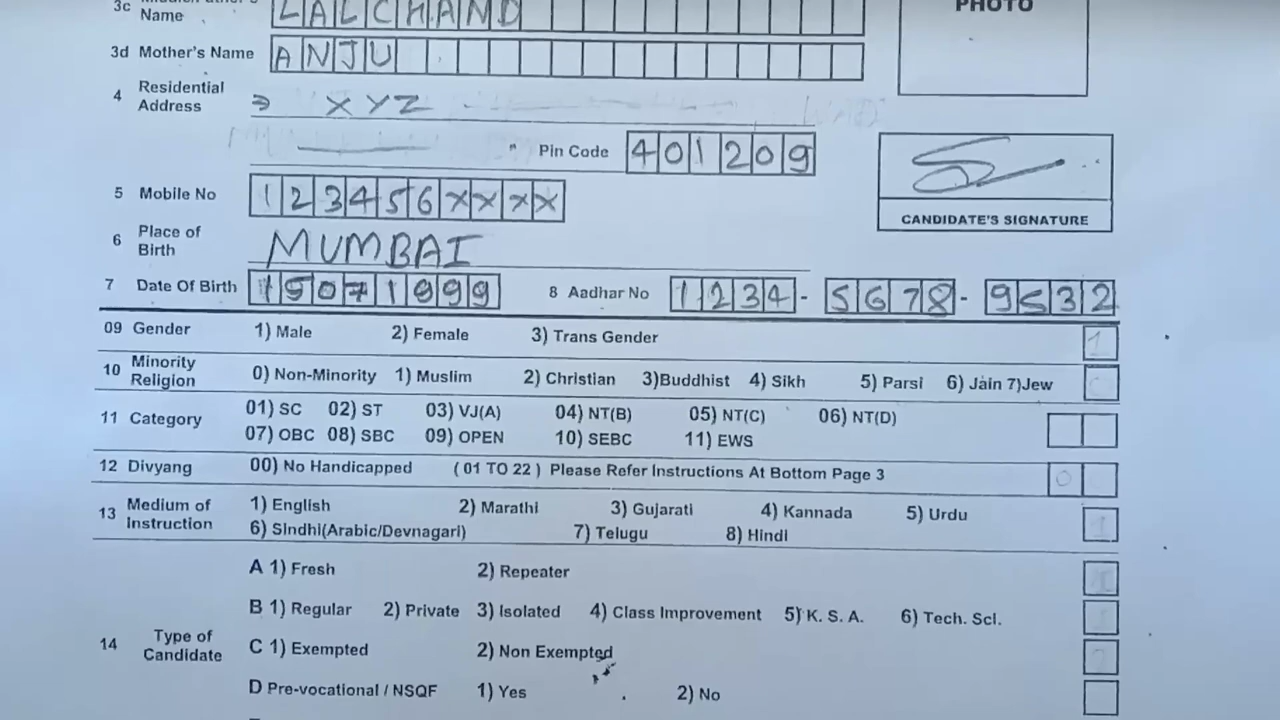 3c Name LALCHAND
PHOTO
3d Mother's Name ANJU
4 Residential Address XYZ
Pin Code 401209
5 Mobile No 123456XXXX
CANDIDATE'S SIGNATURE
6 Place of Birth MUMBAI
7 Date Of Birth 15071999 8 Aadhar No 1234 - 5678 - 9532
09 Gender 1) Male 2) Female 3) Trans Gender 1
10 Minority Religion 0) Non-Minority 1) Muslim 2) Christian 3)Buddhist 4) Sikh 5) Parsi 6) Jain 7)Jew
11 Category 01) SC 02) ST 03) VJ(A) 04) NT(B) 05) NT(C) 06) NT(D)
07) OBC 08) SBC 09) OPEN 10) SEBC 11) EWS
12 Divyang 00) No Handicapped ( 01 TO 22 ) Please Refer Instructions At Bottom Page 3 0
13 Medium of Instruction 1) English 2) Marathi 3) Gujarati 4) Kannada 5) Urdu
6) Sindhi(Arabic/Devnagari) 7) Telugu 8) Hindi
14 Type of Candidate
A 1) Fresh 2) Repeater
B 1) Regular 2) Private 3) Isolated 4) Class Improvement 5) K. S. A. 6) Tech. Scl.
C 1) Exempted 2) Non Exempted
D Pre-vocational / NSQF 1) Yes 2) No